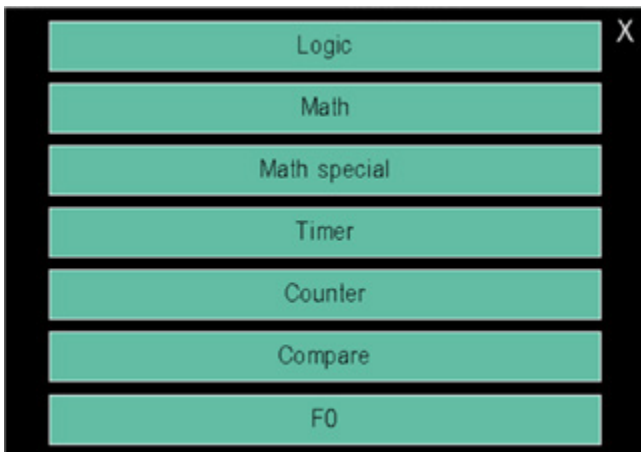 X
Logic
Math
Math special
Timer
Counter
Compare
F0